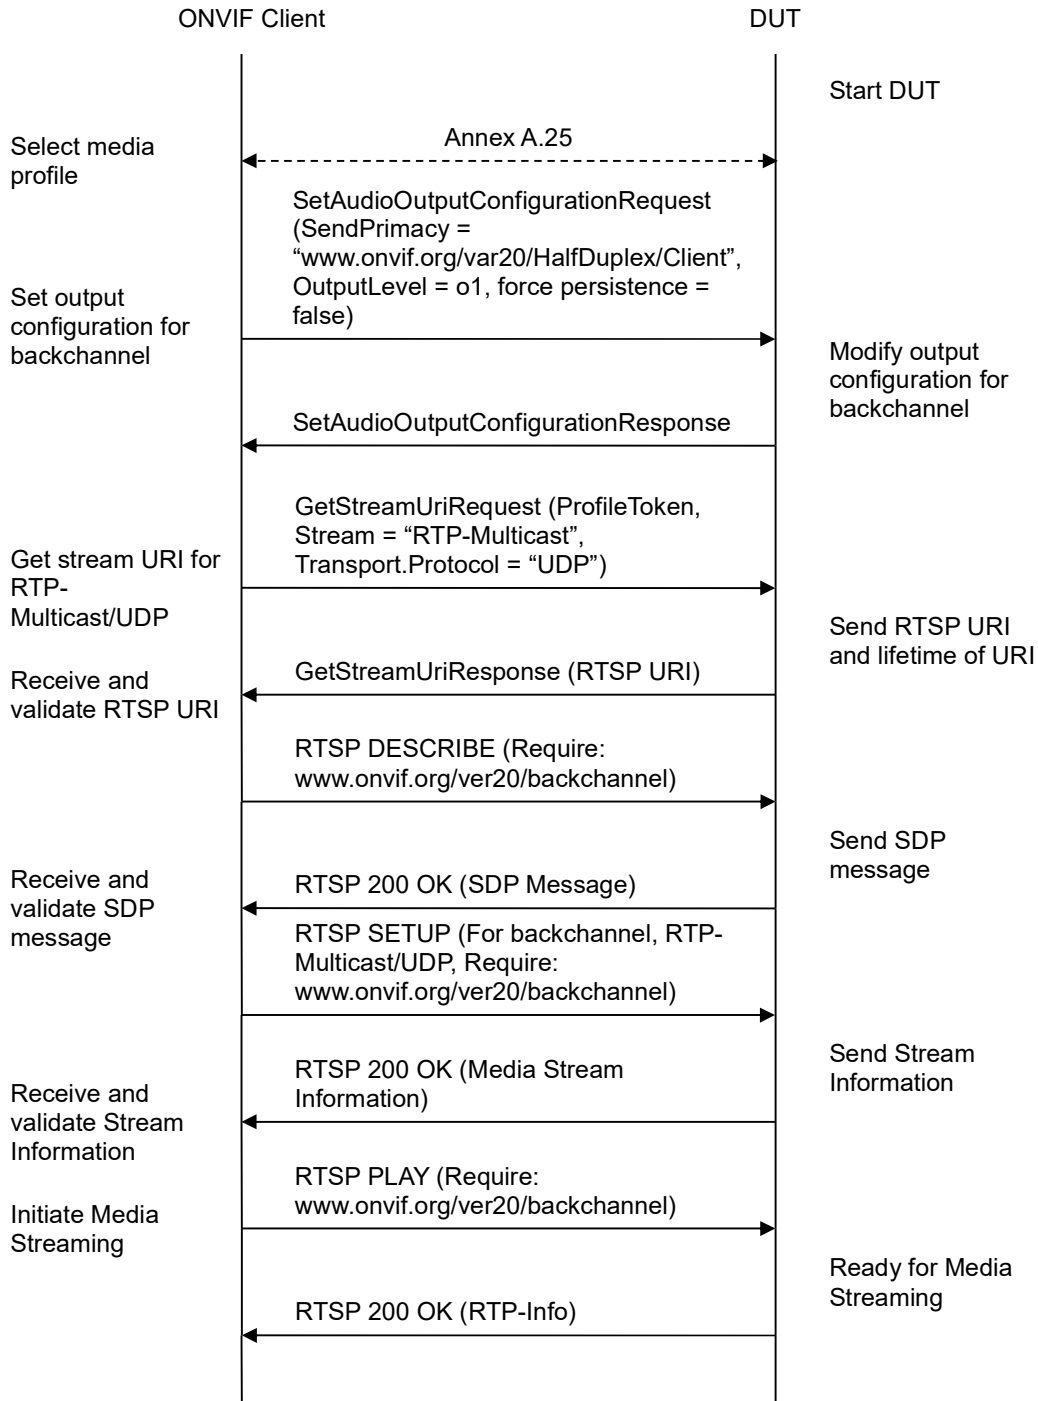 ONVIF Client
DUT
Start DUT
Annex A.25
Select media
profile
SetAudioOutputConfigurationRequest
(SendPrimacy =
“www.onvif.org/var20/HalfDuplex/Client”,
OutputLevel = o1, force persistence =
false)
Set output
configuration for
backchannel
Modify output
configuration for
backchannel
SetAudioOutputConfigurationResponse
GetStreamUriRequest (ProfileToken,
Stream = “RTP-Multicast”,
Transport.Protocol = “UDP”)
Get stream URI for
RTP-
Multicast/UDP
Send RTSP URI
and lifetime of URI
GetStreamUriResponse (RTSP URI)
Receive and
validate RTSP URI
RTSP DESCRIBE (Require:
www.onvif.org/ver20/backchannel)
Send SDP
message
RTSP 200 OK (SDP Message)
Receive and
validate SDP
message
RTSP SETUP (For backchannel, RTP-
Multicast/UDP, Require:
www.onvif.org/ver20/backchannel)
Send Stream
Information
RTSP 200 OK (Media Stream
Information)
Receive and
validate Stream
Information
RTSP PLAY (Require:
www.onvif.org/ver20/backchannel)
Initiate Media
Streaming
Ready for Media
Streaming
RTSP 200 OK (RTP-Info)